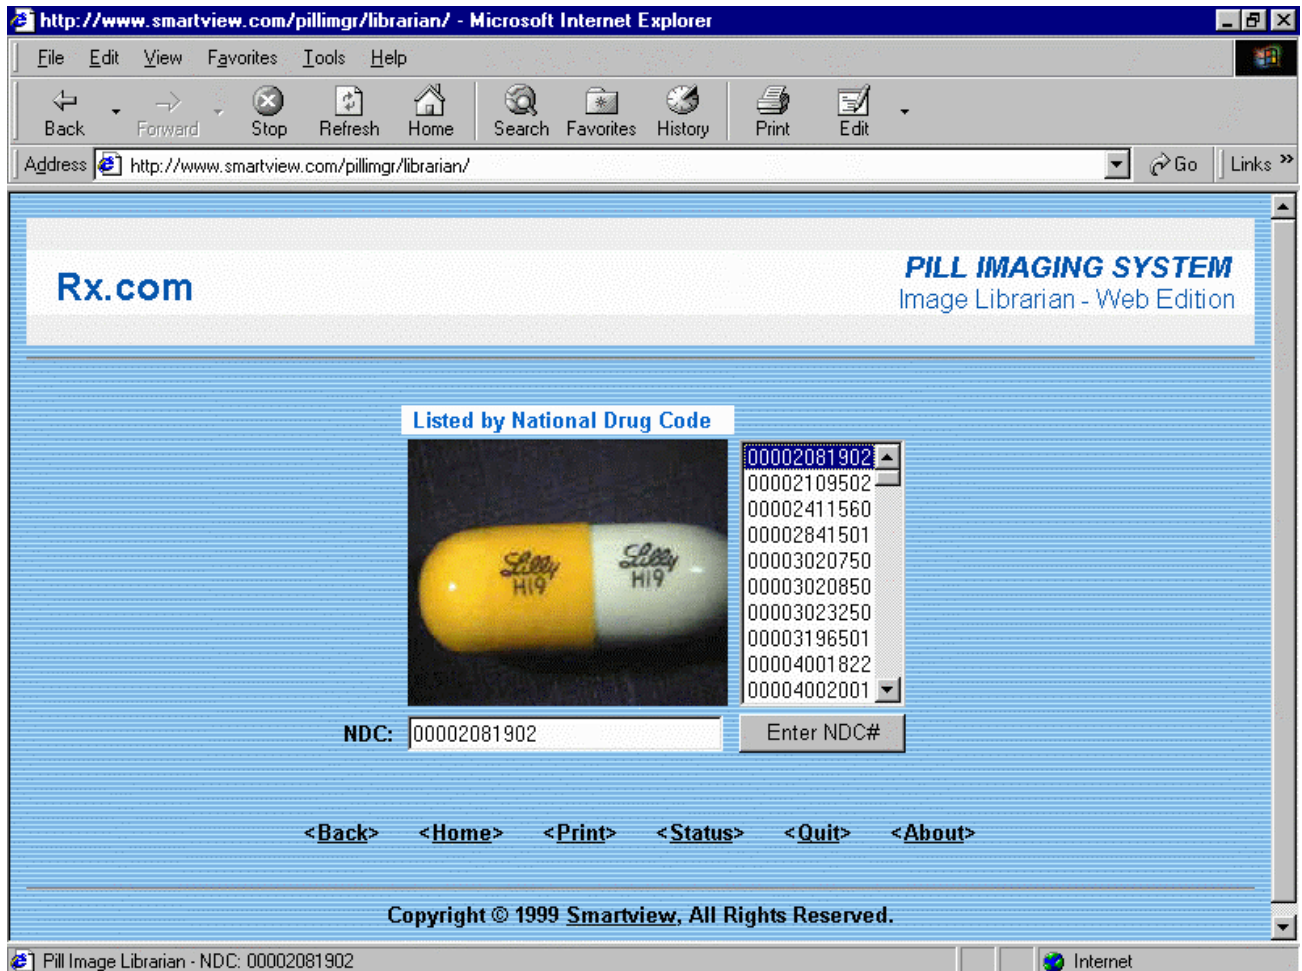 http://www.smartview.com/pillimgr/librarian/ - Microsoft Internet Explorer
File Edit View Favorites Tools Help
Back Forward Stop Refresh Home Search Favorites History Print Edit
Address http://www.smartview.com/pillimgr/librarian/ Go Links »
Rx.com
PILL IMAGING SYSTEM
Image Librarian - Web Edition
Listed by National Drug Code
Lilly
H19
Lilly
H19
00002081902
00002109502
00002411560
00002841501
00003020750
00003020850
00003023250
00003196501
00004001822
00004002001
NDC: 00002081902 Enter NDC#
<Back> <Home> <Print> <Status> <Quit> <About>
Copyright © 1999 Smartview, All Rights Reserved.
Pill Image Librarian - NDC: 00002081902 Internet